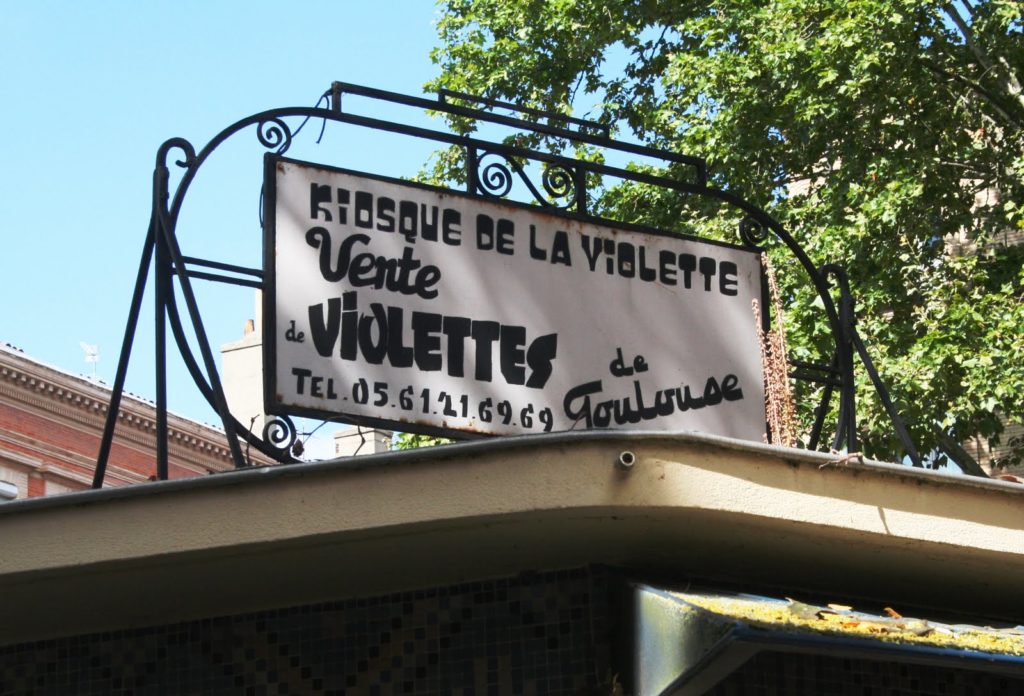 KIOSQUE DE LA VIOLETTE
Vente
de VIOLETTES de Toulouse
TEL. 05.61.21.69.69